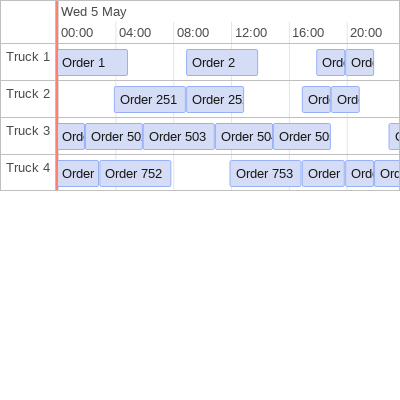 Wed 5 May
00:00 04:00 08:00 12:00 16:00 20:00
Truck 1 Order 1 Order 2 Ord Ord
Truck 2 Order 251 Order 25 Ord Ord
Truck 3 Ord Order 50 Order 503 Order 50 Order 50
Truck 4 Order Order 752 Order 753 Order Ord Ord